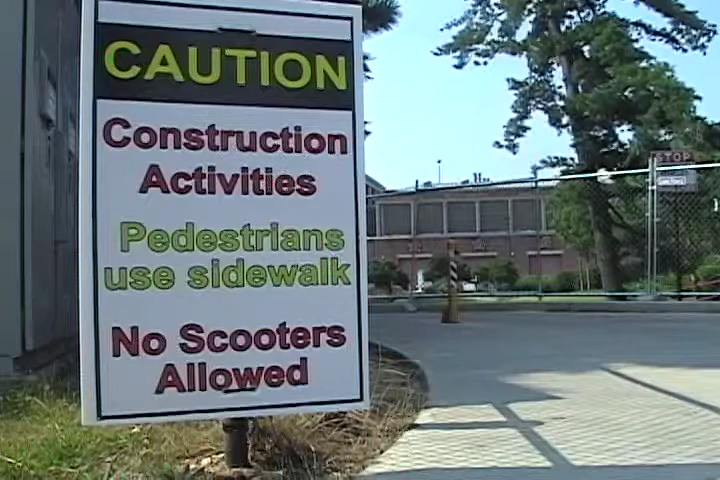 CAUTION
Construction
Activities
Pedestrians
use sidewalk
No Scooters
Allowed
STOP